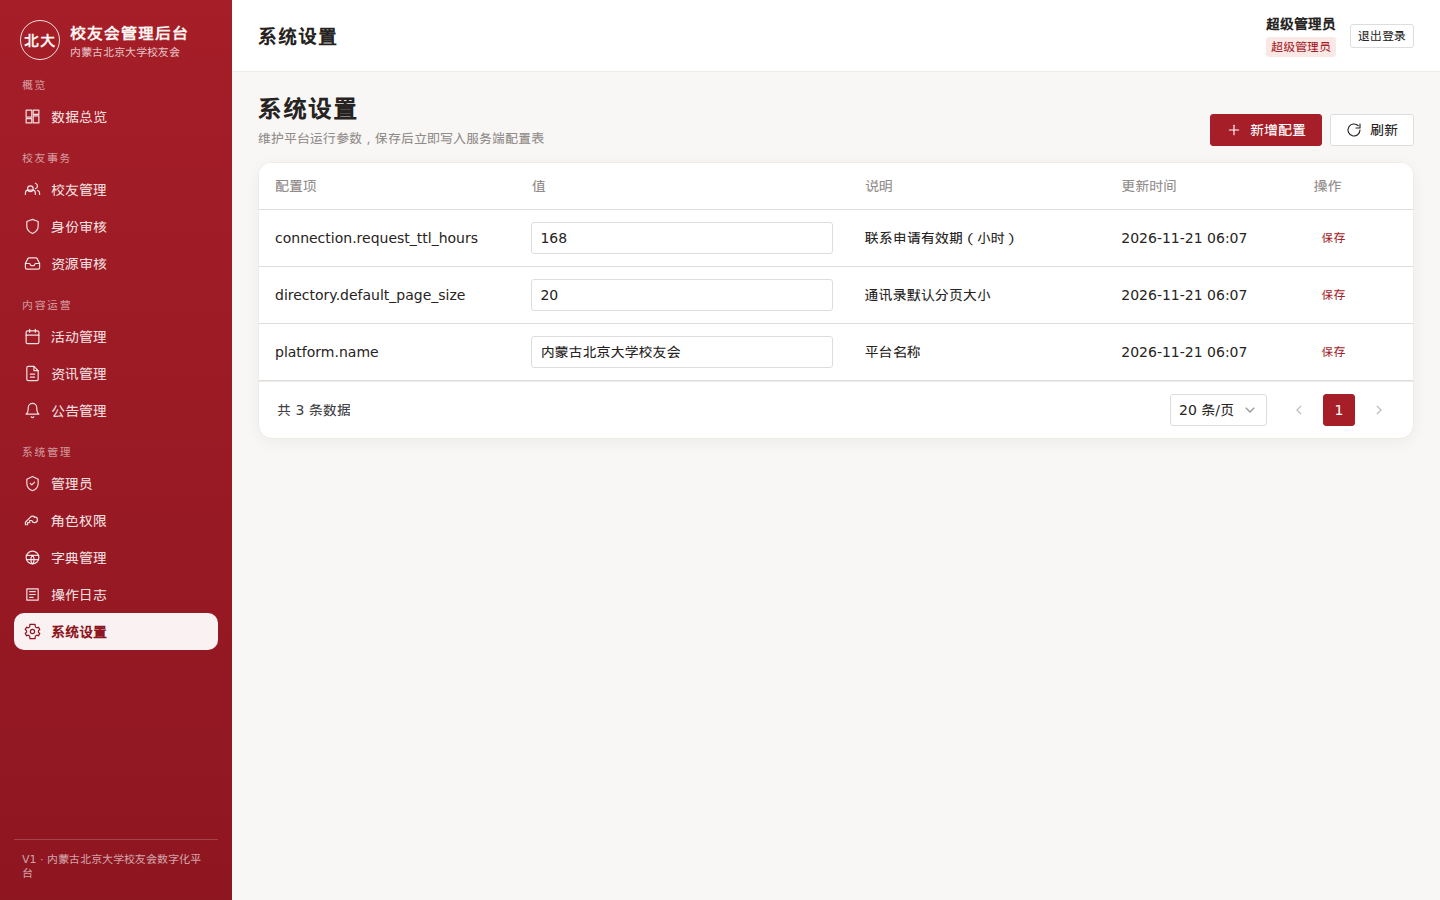 北大
校友会管理后台
内蒙古北京大学校友会
概览
数据总览
校友事务
校友管理
身份审核
资源审核
内容运营
活动管理
资讯管理
公告管理
系统管理
管理员
角色权限
字典管理
操作日志
系统设置
V1 · 内蒙古北京大学校友会数字化平
台
系统设置
超级管理员
超级管理员
退出登录
系统设置
维护平台运行参数，保存后立即写入服务端配置表
新增配置
刷新
配置项 值 说明 更新时间 操作
connection.request_ttl_hours 168 联系申请有效期（小时） 2026-11-21 06:07 保存
directory.default_page_size 20 通讯录默认分页大小 2026-11-21 06:07 保存
platform.name 内蒙古北京大学校友会 平台名称 2026-11-21 06:07 保存
共 3 条数据 20 条/页 1